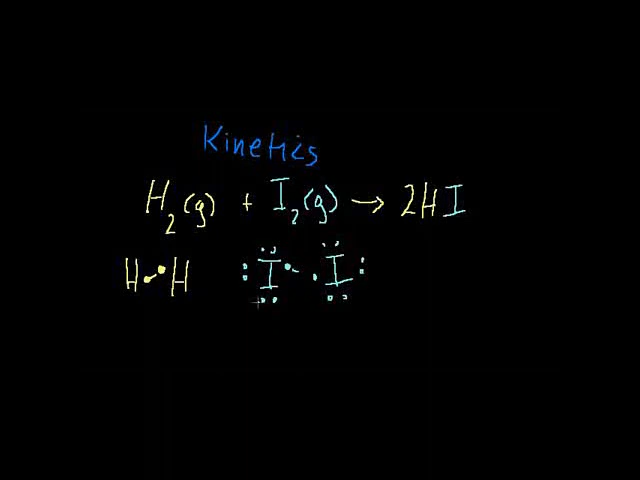 Kinetics
H₂(g) + I₂(g) → 2HI
H H I I